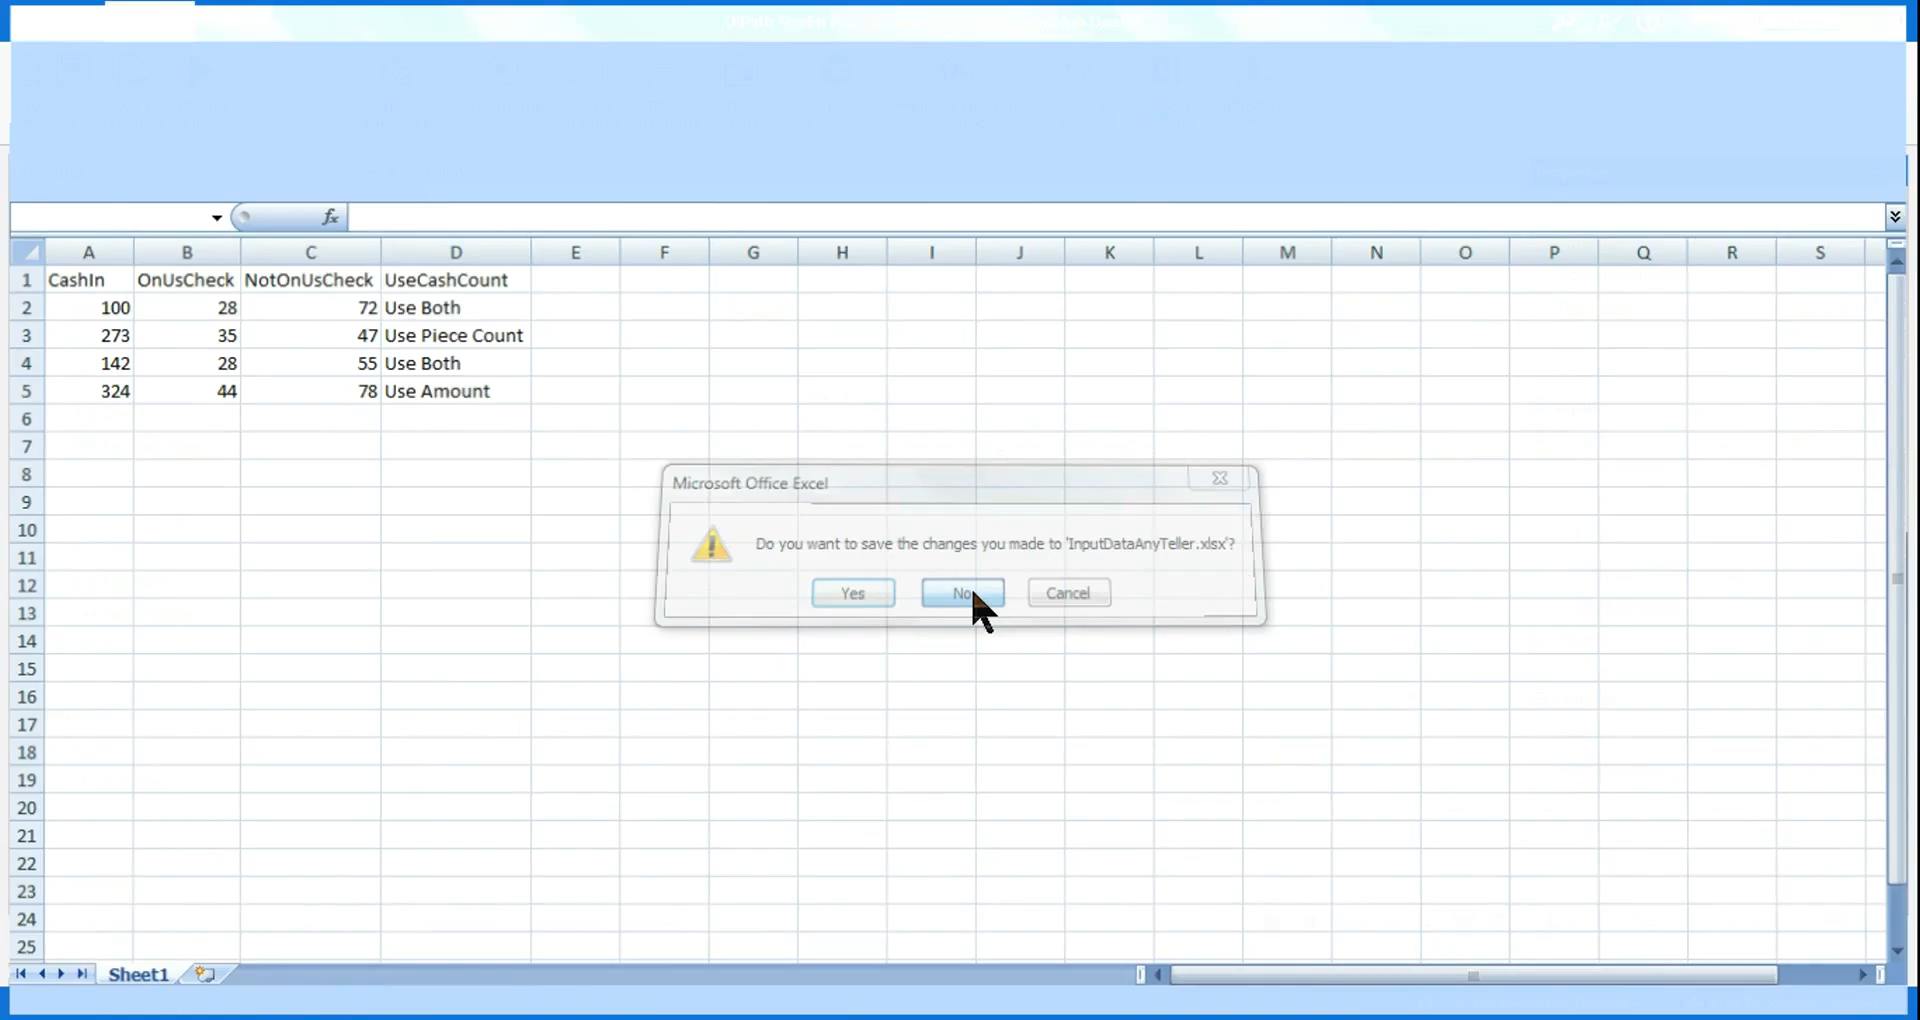 fx
A B C D E F G H I J K L M N O P Q R S
1 CashIn OnUsCheck NotOnUsCheck UseCashCount
2 100 28 72 Use Both
3 273 35 47 Use Piece Count
4 142 28 55 Use Both
5 324 44 78 Use Amount
6
7
8
Microsoft Office Excel
9
10
Do you want to save the changes you made to 'InputDataAnyTeller.xlsx'?
11
12
Yes No Cancel
13
14
15
16
17
18
19
20
21
22
23
24
25
Sheet1